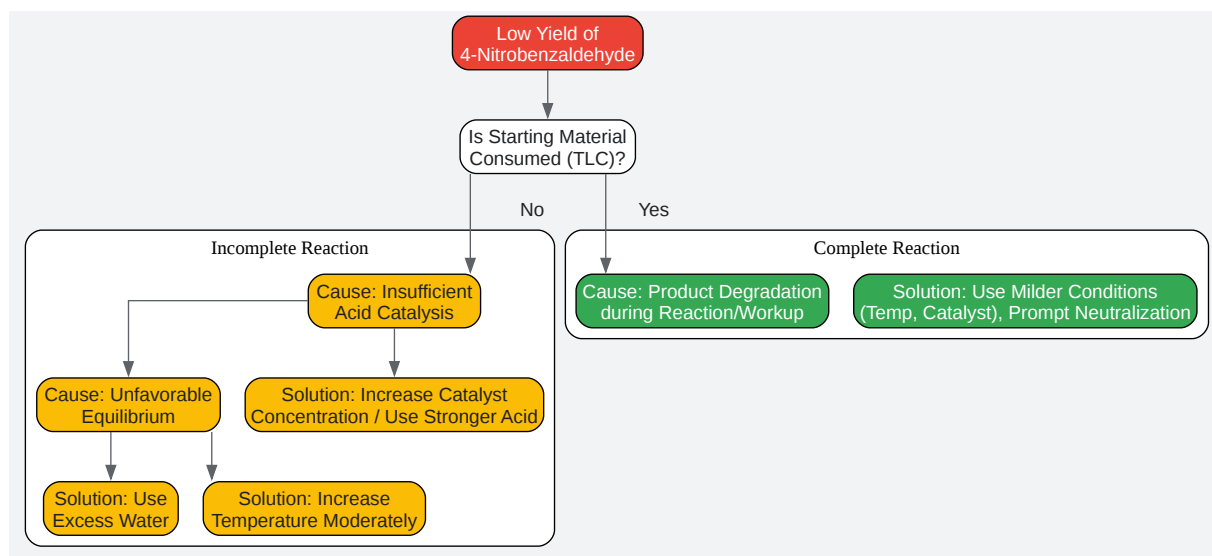 Low Yield of
4-Nitrobenzaldehyde
Is Starting Material
Consumed (TLC)?
No
Yes
Incomplete Reaction
Complete Reaction
Cause: Insufficient
Acid Catalysis
Cause: Product Degradation
during Reaction/Workup
Solution: Use Milder Conditions
(Temp, Catalyst), Prompt Neutralization
Cause: Unfavorable
Equilibrium
Solution: Increase Catalyst
Concentration / Use Stronger Acid
Solution: Use
Excess Water
Solution: Increase
Temperature Moderately